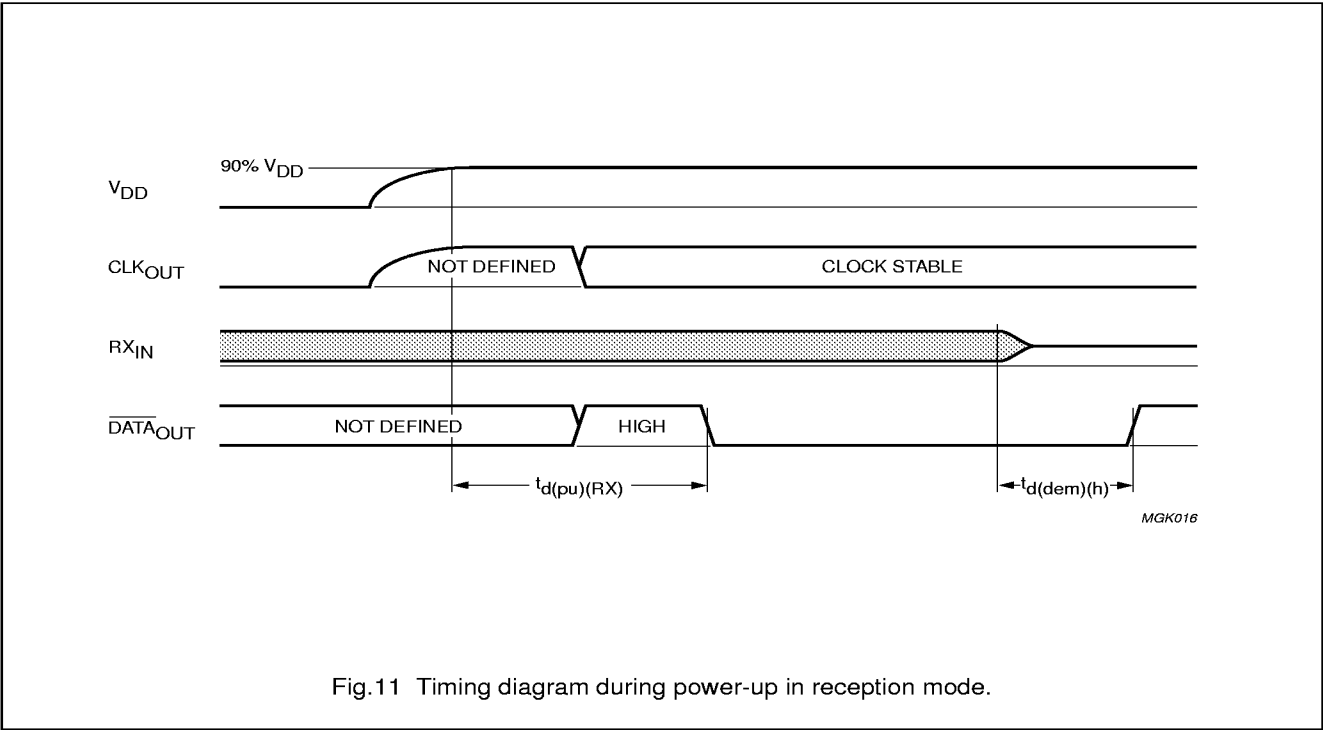 90% VDD
VDD
CLKOUT
NOT DEFINED
CLOCK STABLE
RXIN
DATAOUT
NOT DEFINED
HIGH
td(pu)(RX)
td(dem)(h)
MGK016
Fig.11 Timing diagram during power-up in reception mode.